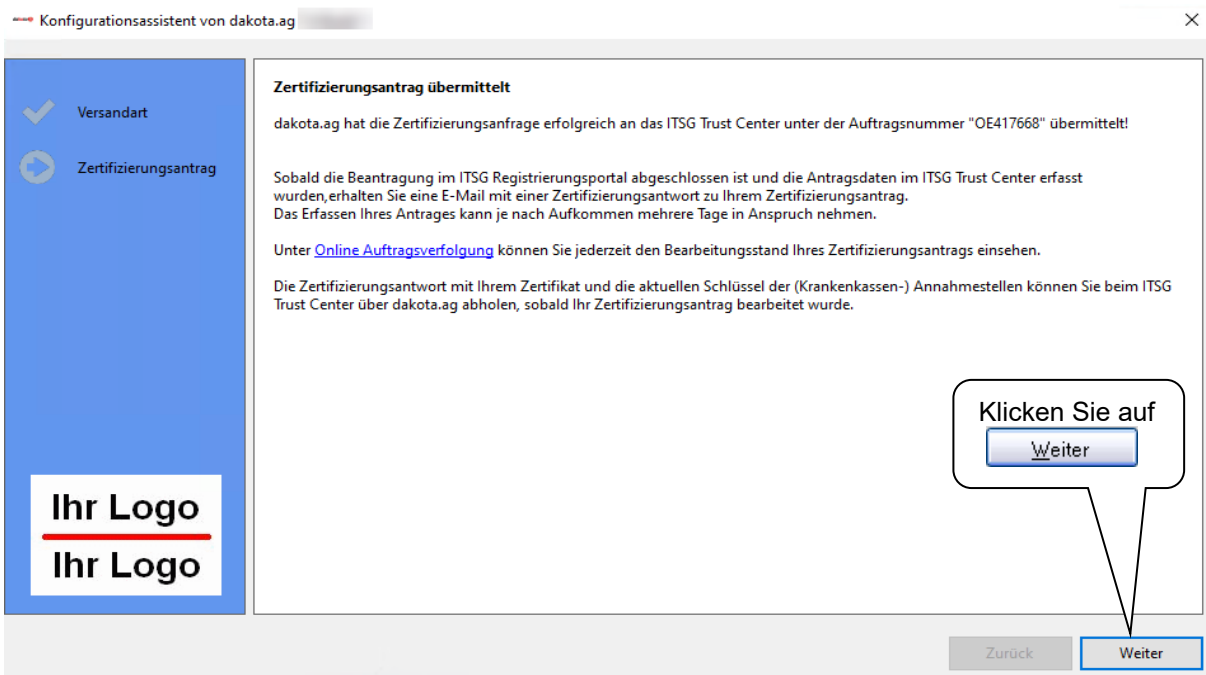 Konfigurationsassistent von dakota.ag
Versandart
Zertifizierungsantrag
Zertifizierungsantrag übermittelt
dakota.ag hat die Zertifizierungsanfrage erfolgreich an das ITSG Trust Center unter der Auftragsnummer "OE417668" übermittelt!
Sobald die Beantragung im ITSG Registrierungsportal abgeschlossen ist und die Antragsdaten im ITSG Trust Center erfasst
wurden,erhalten Sie eine E-Mail mit einer Zertifizierungsantwort zu Ihrem Zertifizierungsantrag.
Das Erfassen Ihres Antrages kann je nach Aufkommen mehrere Tage in Anspruch nehmen.
Unter Online Auftragsverfolgung können Sie jederzeit den Bearbeitungsstand Ihres Zertifizierungsantrags einsehen.
Die Zertifizierungsantwort mit Ihrem Zertifikat und die aktuellen Schlüssel der (Krankenkassen-) Annahmestellen können Sie beim ITSG
Trust Center über dakota.ag abholen, sobald Ihr Zertifizierungsantrag bearbeitet wurde.
Klicken Sie auf
Weiter
Ihr Logo
Ihr Logo
Zurück
Weiter